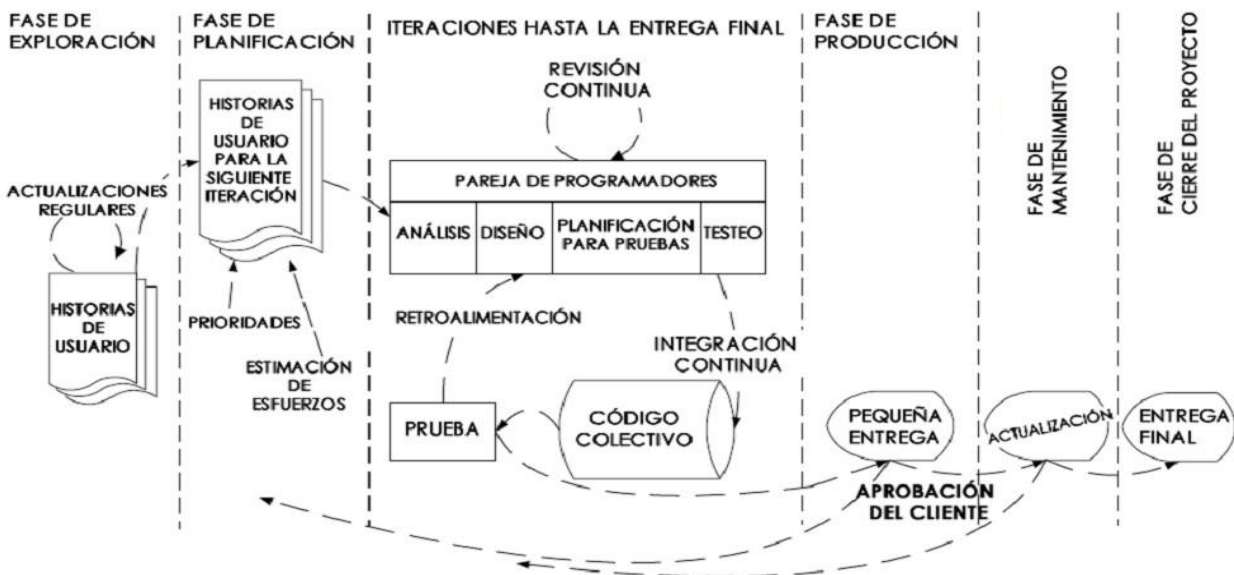 FASE DE
EXPLORACIÓN
FASE DE
PLANIFICACIÓN
ITERACIONES HASTA LA ENTREGA FINAL
FASE DE
PRODUCCIÓN
FASE DE
MANTENIMIENTO
FASE DE
CIERRE DEL PROYECTO
ACTUALIZACIONES
REGULARES
HISTORIAS
DE
USUARIO
HISTORIAS
DE
USUARIO
PARA LA
SIGUIENTE
ITERACIÓN
PRIORIDADES
ESTIMACIÓN
DE
ESFUERZOS
REVISIÓN
CONTINUA
PAREJA DE PROGRAMADORES
ANÁLISIS
DISEÑO
PLANIFICACIÓN
PARA PRUEBAS
TESTEO
RETROALIMENTACIÓN
INTEGRACIÓN
CONTINUA
PRUEBA
CÓDIGO
COLECTIVO
PEQUEÑA
ENTREGA
ACTUALIZACIÓN
ENTREGA
FINAL
APROBACIÓN
DEL CLIENTE